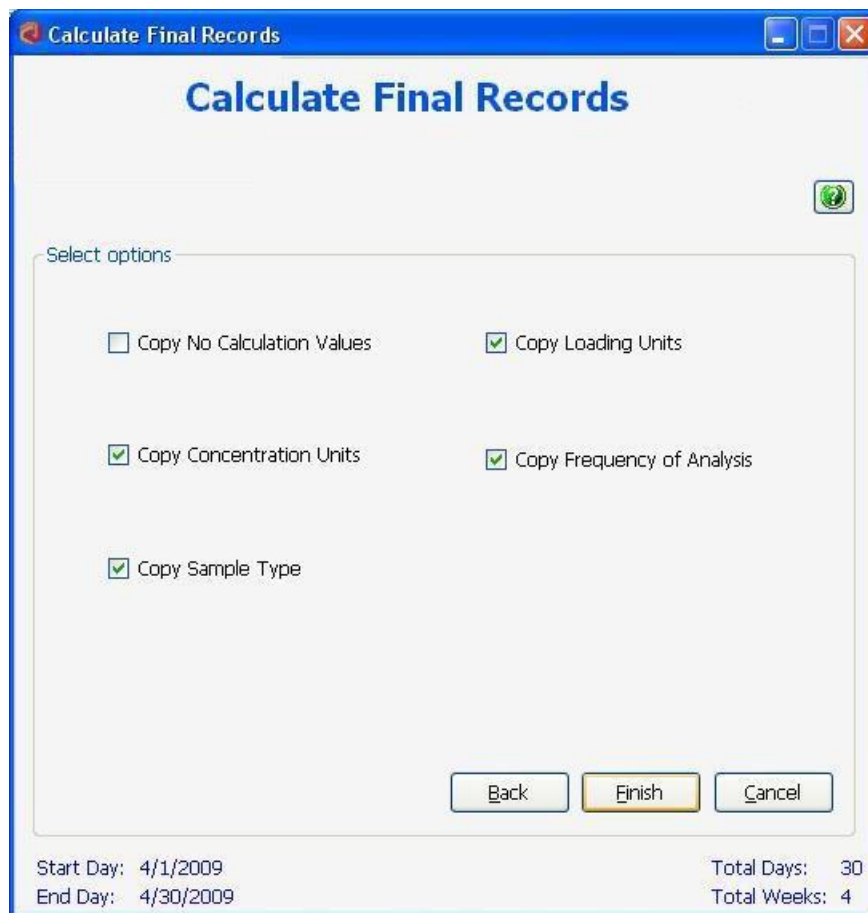 Calculate Final Records
Calculate Final Records
Select options
Copy No Calculation Values
Copy Loading Units
Copy Concentration Units
Copy Frequency of Analysis
Copy Sample Type
Back
Finish
Cancel
Start Day: 4/1/2009
Total Days: 30
End Day: 4/30/2009
Total Weeks: 4